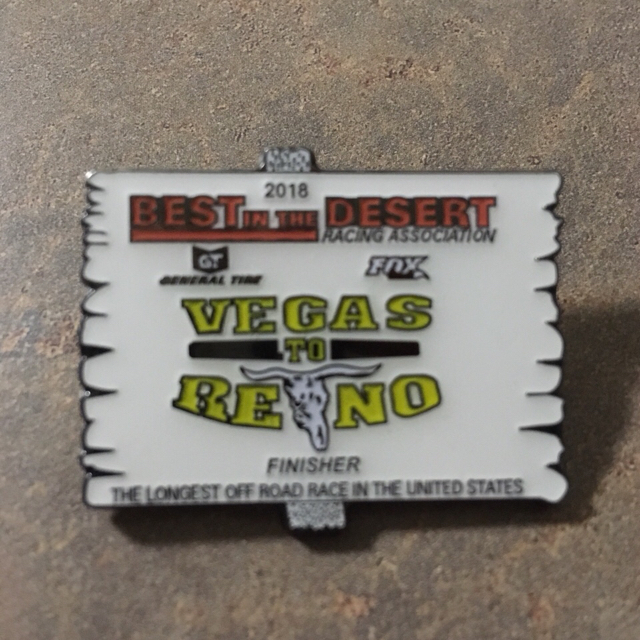 2018
BEST IN THE DESERT
RACING ASSOCIATION
GT
GENERAL TIRE
FOX
VEGAS
TO
RENO
FINISHER
THE LONGEST OFF ROAD RACE IN THE UNITED STATES